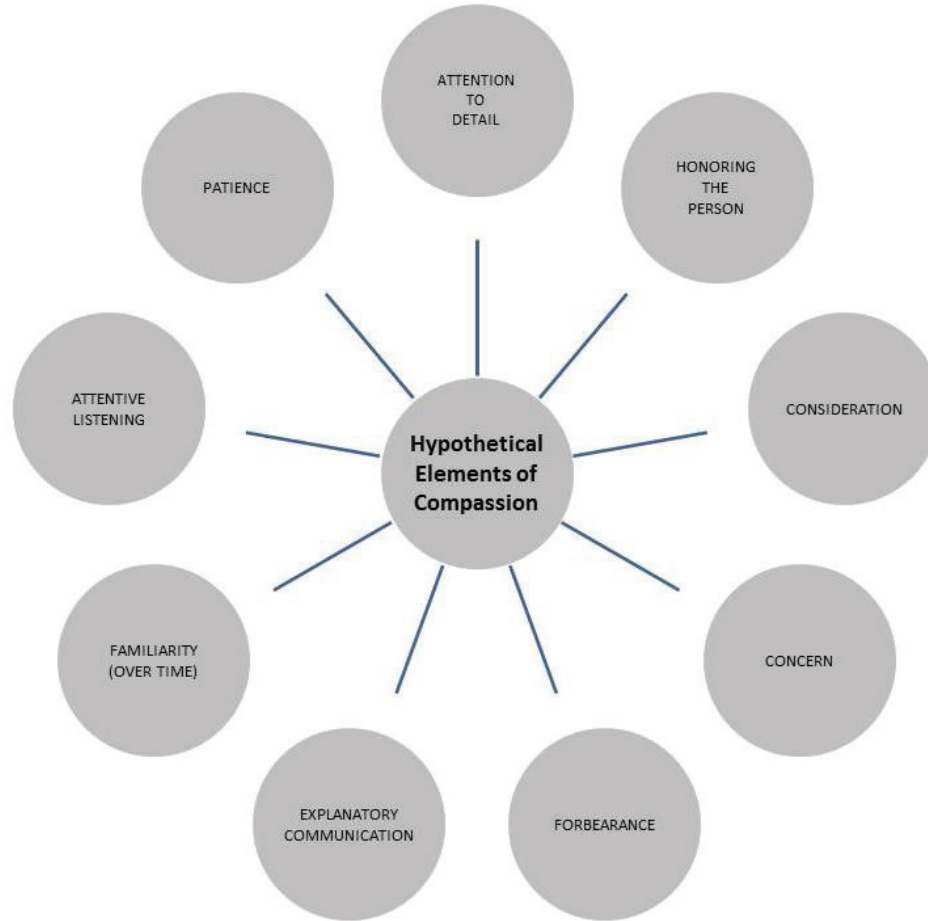 ATTENTION
TO
DETAIL
HONORING
THE
PERSON
CONSIDERATION
CONCERN
FORBEARANCE
EXPLANATORY
COMMUNICATION
FAMILIARITY
(OVER TIME)
ATTENTIVE
LISTENING
PATIENCE
Hypothetical
Elements of
Compassion